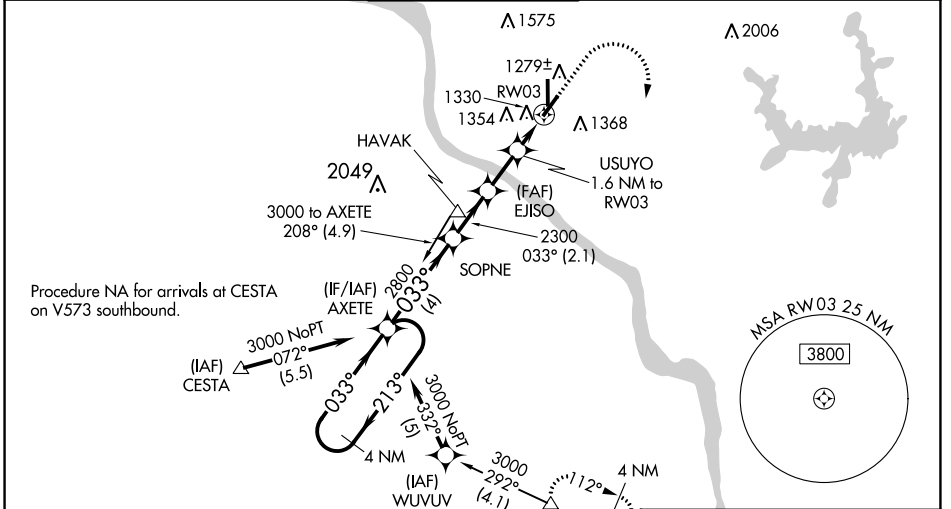 1575
2006
1279±
RW03
1330
1354
1368
HAVAK
2049
USUYO
1.6 NM to
RW03
(FAF)
EJISO
3000 to AXETE
208° (4.9)
2300
033° (2.1)
SOPNE
2800
033°
(4)
(IF/IAF)
AXETE
Procedure NA for arrivals at CESTA
on V573 southbound.
3000 NoPT
072°
(5.5)
(IAF)
CESTA
033°
213°
4 NM
3000 NoPT
332°
(5)
(IAF)
WUVUV
3000
292°
(4.1)
112°
4 NM
MSA RW03 25 NM
3800